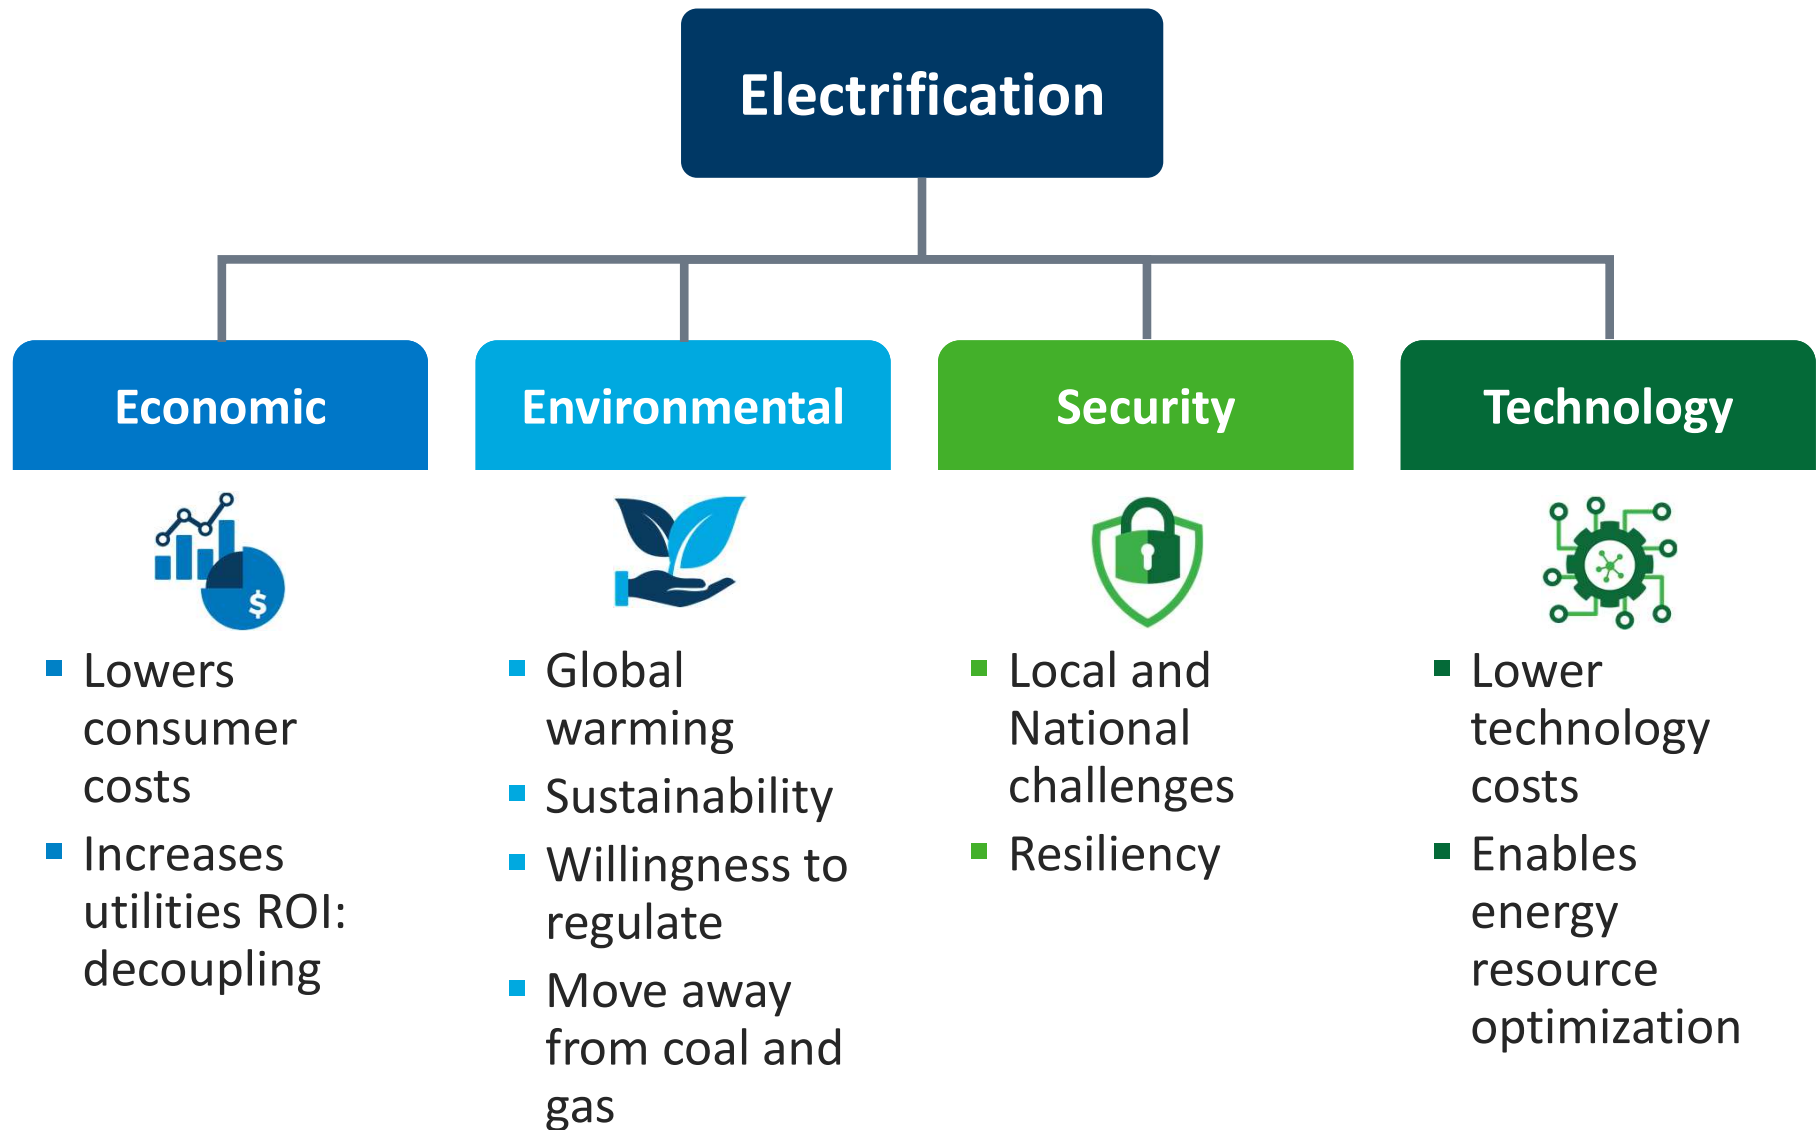 Electrification
Economic
Environmental
Security
Technology
$
Lowers
consumer
costs
Increases
utilities ROI:
decoupling
Global
warming
Sustainability
Willingness to
regulate
Move away
from coal and
gas
Local and
National
challenges
Resiliency
Lower
technology
costs
Enables
energy
resource
optimization